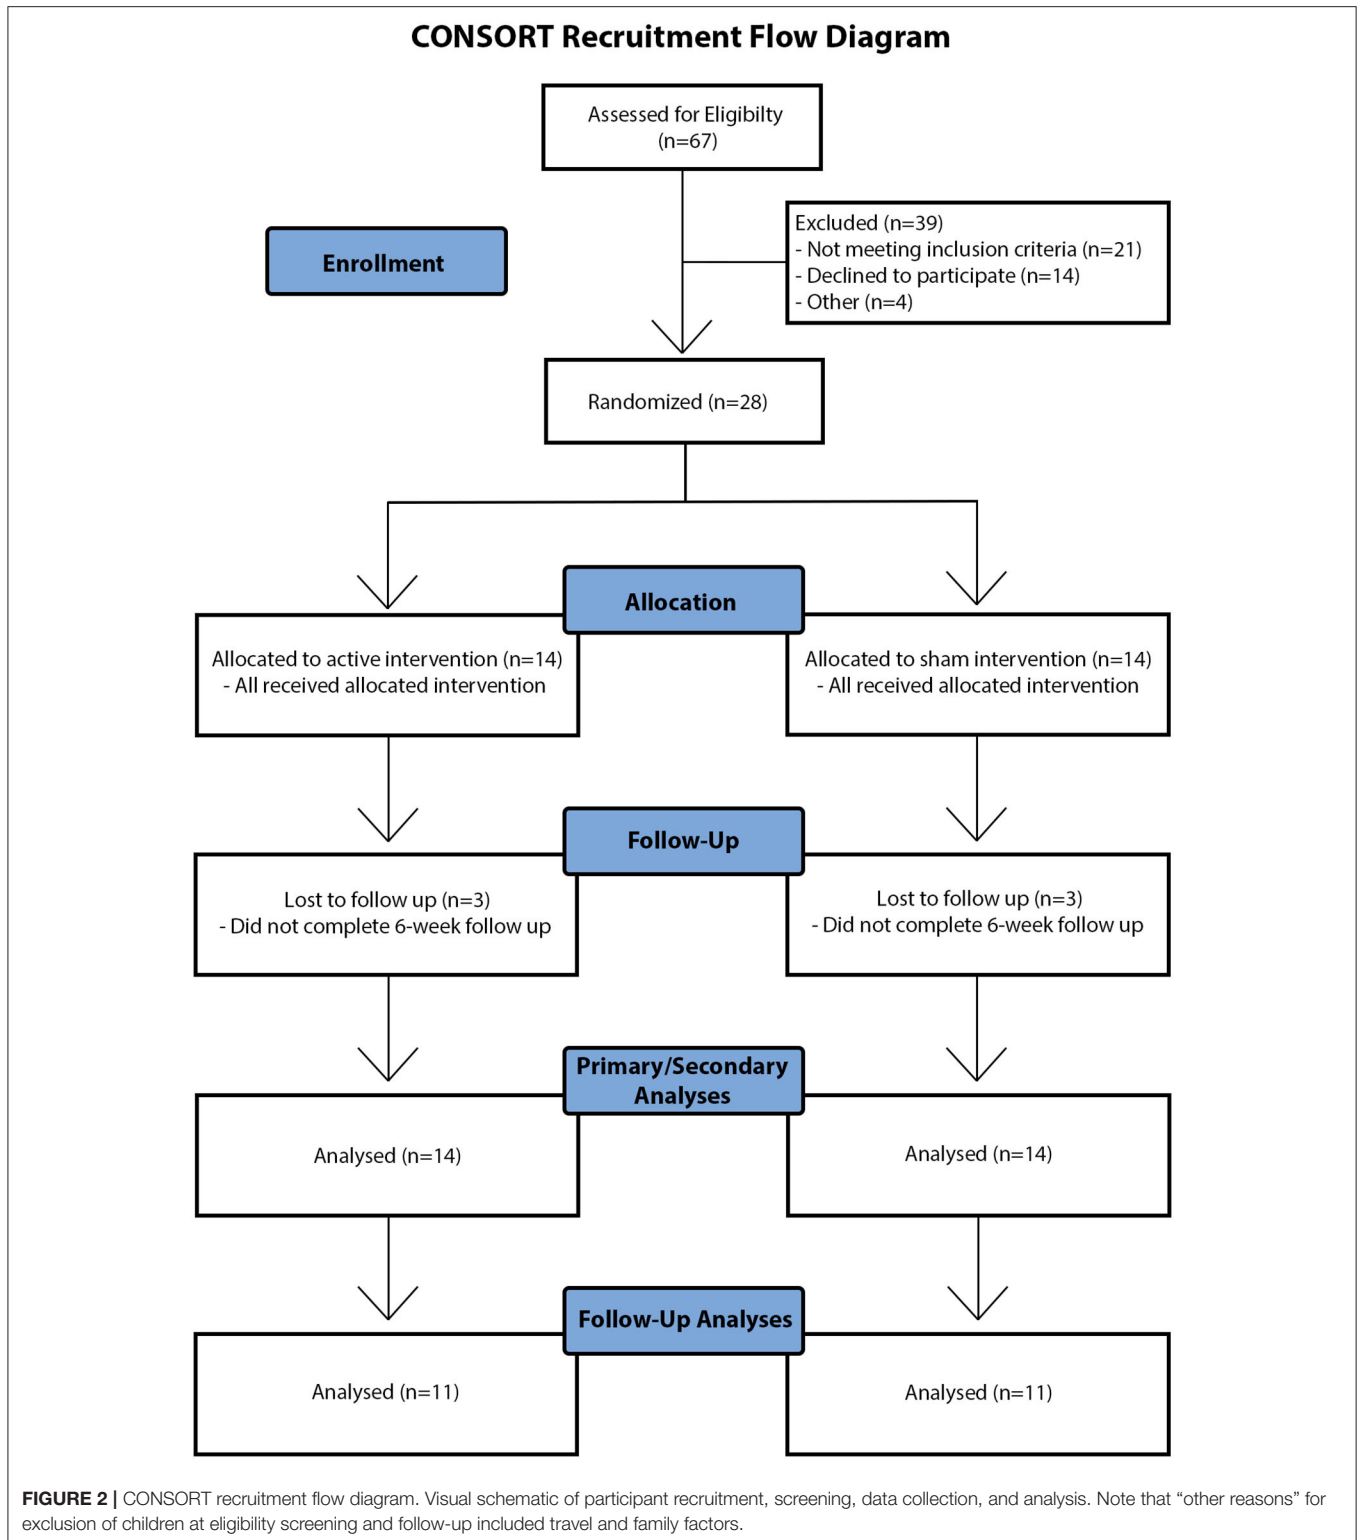 CONSORT Recruitment Flow Diagram
Assessed for Eligibilty
(n=67)
Excluded (n=39)
- Not meeting inclusion criteria (n=21)
- Declined to participate (n=14)
- Other (n=4)
Enrollment
Randomized (n=28)
Allocation
Allocated to active intervention (n=14)
- All received allocated intervention
Allocated to sham intervention (n=14)
- All received allocated intervention
Follow-Up
Lost to follow up (n=3)
- Did not complete 6-week follow up
Lost to follow up (n=3)
- Did not complete 6-week follow up
Primary/Secondary
Analyses
Analysed (n=14)
Analysed (n=14)
Follow-Up Analyses
Analysed (n=11)
Analysed (n=11)
FIGURE 2 | CONSORT recruitment flow diagram. Visual schematic of participant recruitment, screening, data collection, and analysis. Note that “other reasons” for
exclusion of children at eligibility screening and follow-up included travel and family factors.